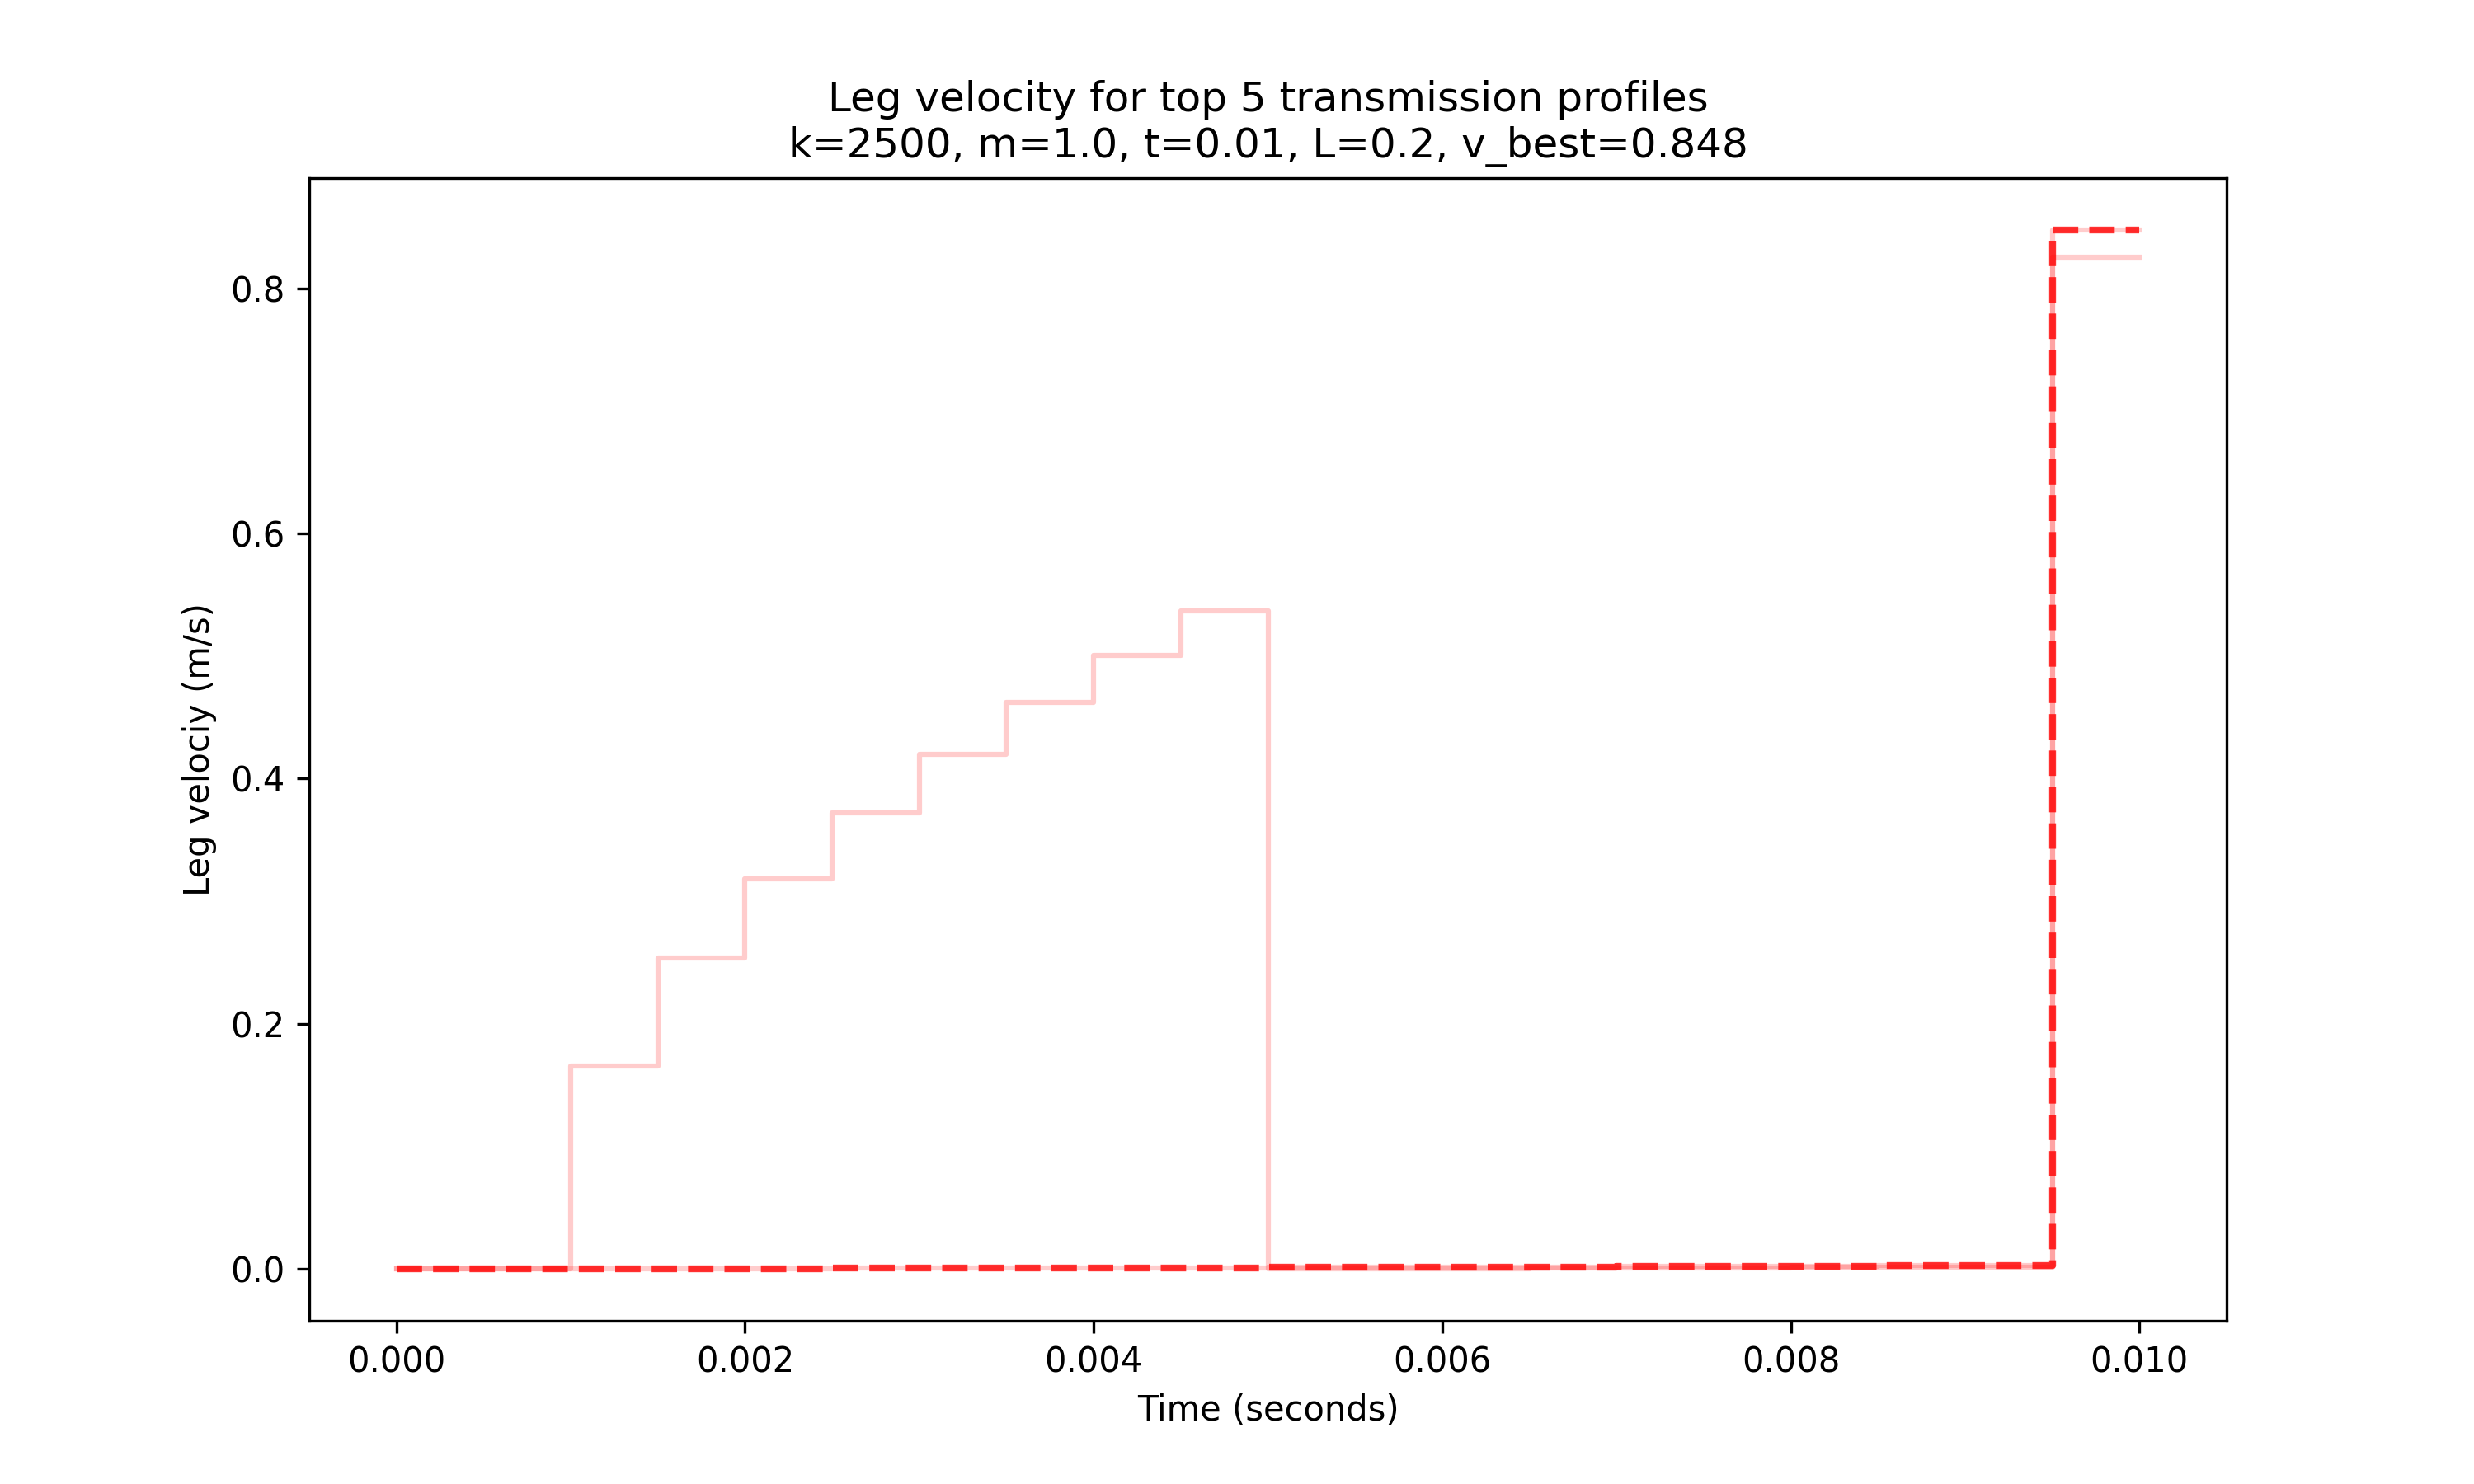 Leg velocity for top 5 transmission profiles
k=2500, m=1.0, t=0.01, L=0.2, v_best=0.848
Leg velociy (m/s)
0.8
0.6
0.4
0.2
0.0
0.000 0.002 0.004 0.006 0.008 0.010
Time (seconds)